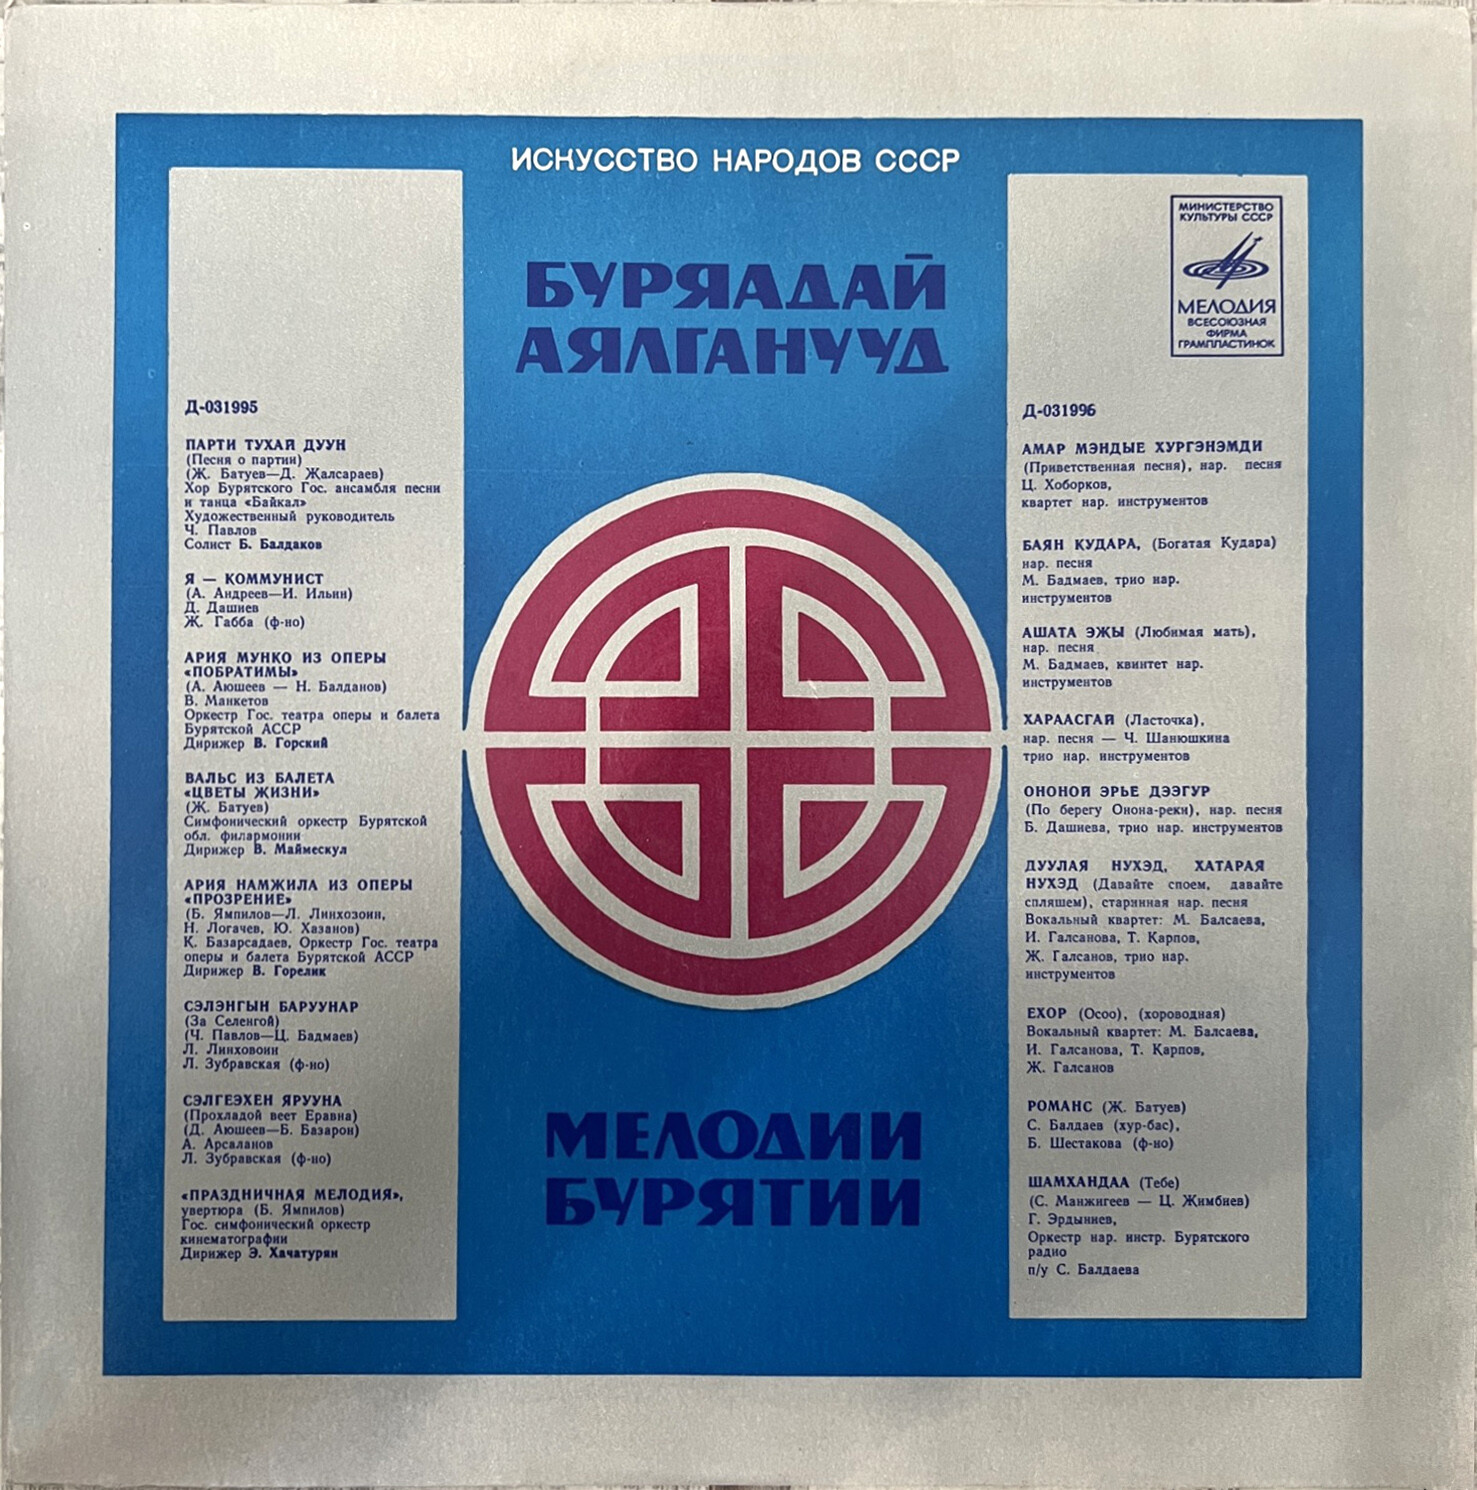 ИСКУССТВО НАРОДОВ СССР
БУРЯАДАЙ
АЯЛГАНУУД
Д-031995
ПАРТИ ТУХАЙ ДУУН
(Песня о партии)
(Ж. Батуев—Д. Жалсараев)
Хор Бурятского Гос. ансамбля песни
и танца «Байкал»
Художественный руководитель
Ч. Павлов
Солист Б. Балдаков
Я — КОММУНИСТ
(А. Андреев—И. Ильин)
Д. Дашиев
Ж. Габба (ф-но)
АРИЯ МУНКО ИЗ ОПЕРЫ
«ПОБРАТИМЫ»
(А. Аюшеев — Н. Балданов)
В. Манкетов
Оркестр Гос. театра оперы и балета
Бурятской АССР
Дирижер В. Горский
ВАЛЬС ИЗ БАЛЕТА
«ЦВЕТЫ ЖИЗНИ»
(Ж. Батуев)
Симфонический оркестр Бурятской
обл. филармонии
Дирижер В. Маймескул
АРИЯ НАМЖИЛА ИЗ ОПЕРЫ
«ПРОЗРЕНИЕ»
(Б. Ямпилов—Л. Линхозоин,
Н. Логачев, Ю. Хазанов)
К. Базарсадаев, Оркестр Гос. театра
оперы и балета Бурятской АССР
Дирижер В. Горелик
СЭЛЭНГЫН БАРУУНАР
(За Селенгой)
(Ч. Павлов—Ц. Бадмаев)
Л. Линховоин
Л. Зубравская (ф-но)
СЭЛГЕЭХЕН ЯРУУНА
(Прохладой веет Еравна)
(Д. Аюшеев—Б. Базарон)
А. Арсаланов
Л. Зубравская (ф-но)
«ПРАЗДНИЧНАЯ МЕЛОДИЯ»,
увертюра (Б. Ямпилов)
Гос. симфонический оркестр
кинематографии
Дирижер Э. Хачатурян
МИНИСТЕРСТВО
КУЛЬТУРЫ СССР
МЕЛОДИЯ
ВСЕСОЮЗНАЯ
ФИРМА
ГРАМПЛАСТИНОК
Д-031996
АМАР МЭНДЫЕ ХУРГЭНЭМДИ
(Приветственная песня), нар. песня
Ц. Хоборков,
квартет нар. инструментов
БАЯН КУДАРА, (Богатая Кудара)
нар. песня
М. Бадмаев, трио нар.
инструментов
АШАТА ЭЖЫ (Любимая мать),
нар. песня
М. Бадмаев, квинтет нар.
инструментов
ХАРААСГАЙ (Ласточка),
нар. песня — Ч. Шанюшкина
трио нар. инструментов
ОНОНОЙ ЭРЬЕ ДЭЭГУР
(По берегу Онона-реки), нар. песня
Б. Дашиева, трио нар. инструментов
ДУУЛАЯ НУХЭД, ХАТАРАЯ
НУХЭД (Давайте споем, давайте
спляшем), старинная нар. песня
Вокальный квартет: М. Балсаева,
И. Галсанова, Т. Карпов,
Ж. Галсанов, трио нар.
инструментов
ЕХОР (Осоо), (хороводная)
Вокальный квартет: М. Балсаева,
И. Галсанова, Т. Карпов,
Ж. Галсанов
РОМАНС (Ж. Батуев)
С. Балдаев (хур-бас),
Б. Шестакова (ф-но)
ШАМХАНДАА (Тебе)
(С. Манжигеев — Ц. Жимбиев)
Г. Эрдыниев,
Оркестр нар. инстр. Бурятского
радио
п/у С. Балдаева
МЕЛОДИИ
БУРЯТИИ